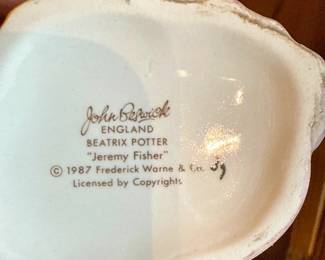 John Beswick
ENGLAND
BEATRIX POTTER
"Jeremy Fisher"
© 1987 Frederick Warne & Co.
Licensed by Copyrights